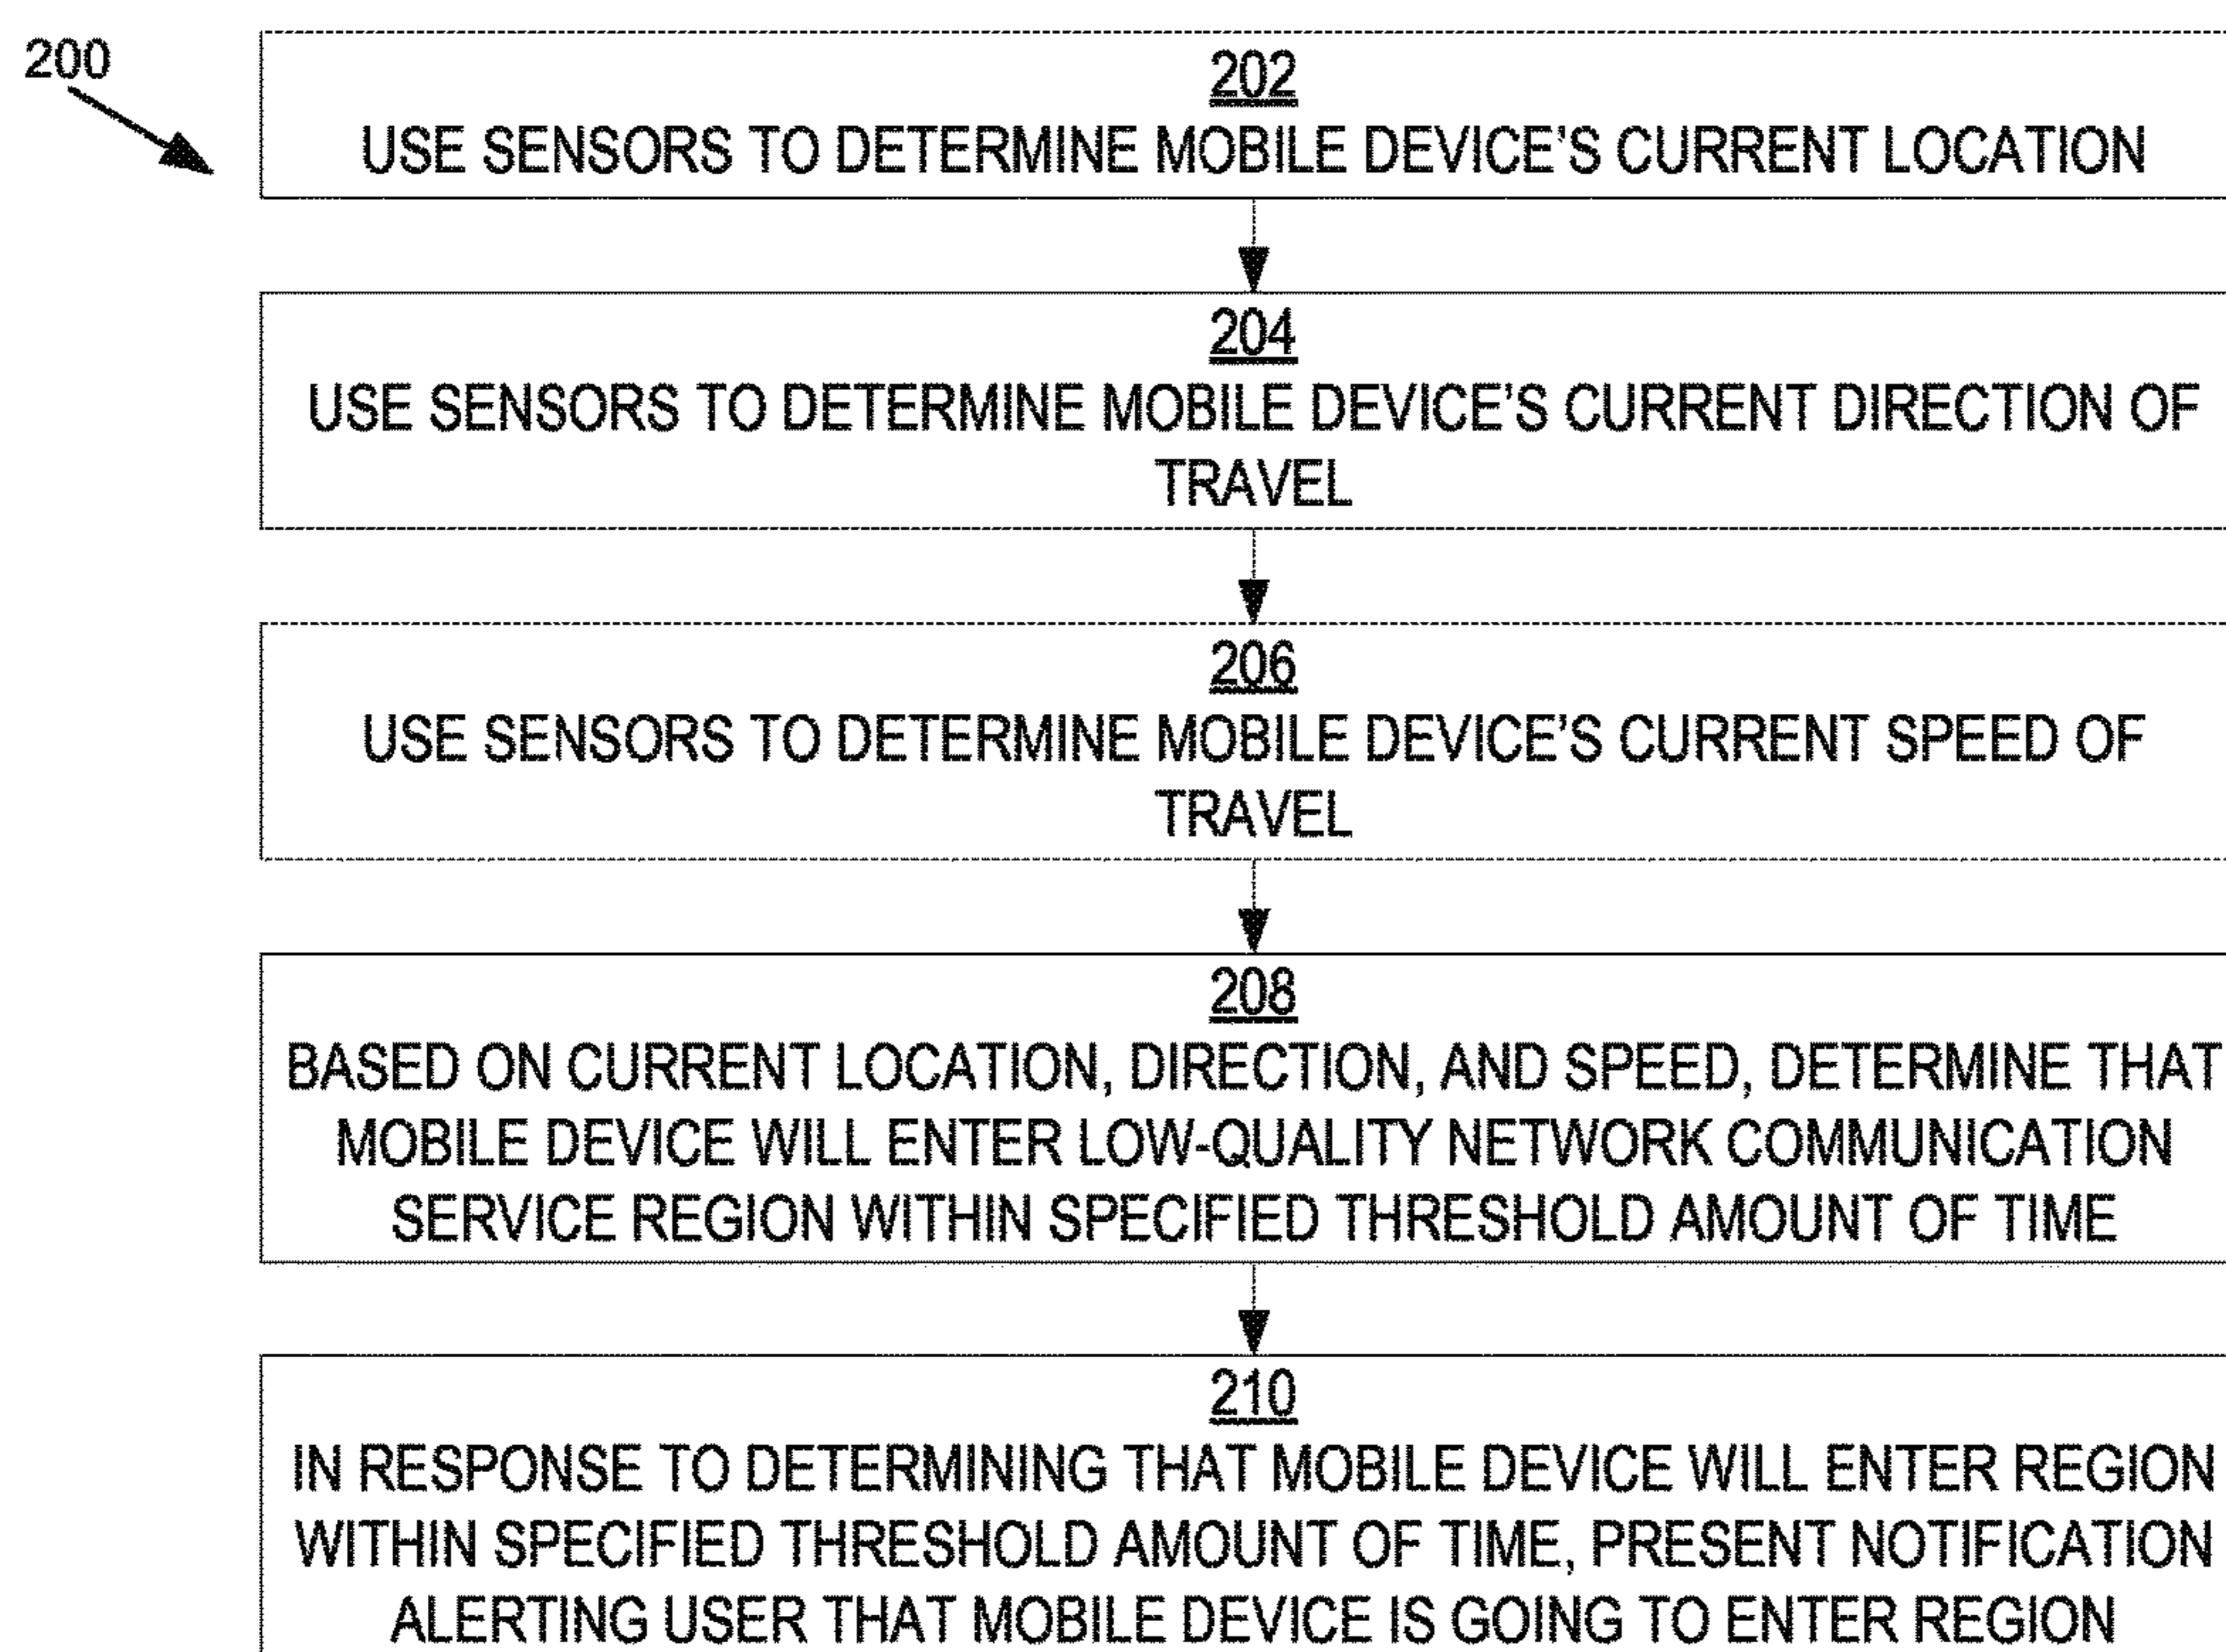 200
202
USE SENSORS TO DETERMINE MOBILE DEVICE'S CURRENT LOCATION
204
USE SENSORS TO DETERMINE MOBILE DEVICE'S CURRENT DIRECTION OF
TRAVEL
206
USE SENSORS TO DETERMINE MOBILE DEVICE'S CURRENT SPEED OF
TRAVEL
208
BASED ON CURRENT LOCATION, DIRECTION, AND SPEED, DETERMINE THAT
MOBILE DEVICE WILL ENTER LOW-QUALITY NETWORK COMMUNICATION
SERVICE REGION WITHIN SPECIFIED THRESHOLD AMOUNT OF TIME
210
IN RESPONSE TO DETERMINING THAT MOBILE DEVICE WILL ENTER REGION
WITHIN SPECIFIED THRESHOLD AMOUNT OF TIME, PRESENT NOTIFICATION
ALERTING USER THAT MOBILE DEVICE IS GOING TO ENTER REGION